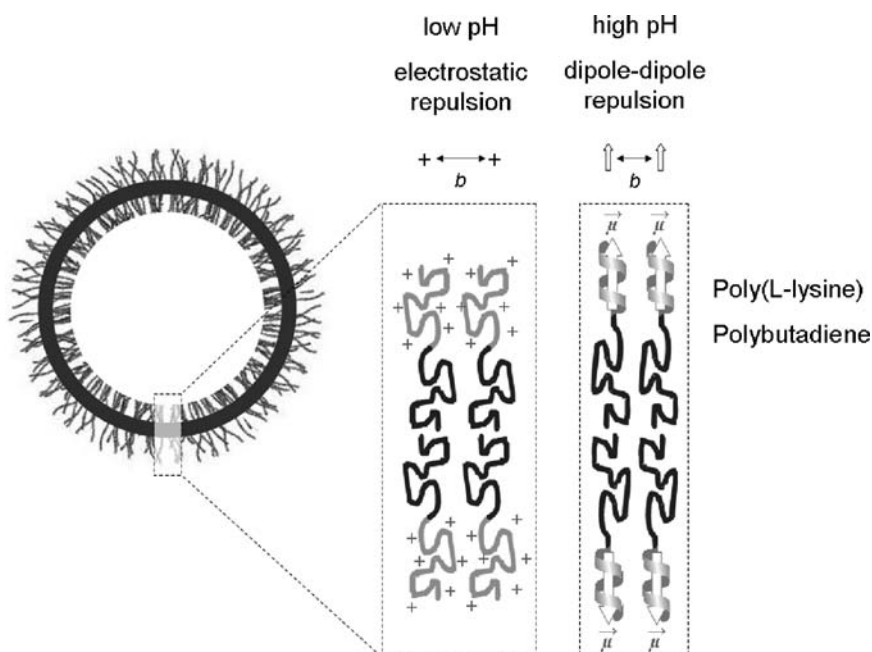 low pH
electrostatic
repulsion
+ ↔ +
b
high pH
dipole-dipole
repulsion
b
μ⃗ μ⃗
+ + + + + + + + +
+ + + + + + + + + +
μ⃗ μ⃗
Poly(L-lysine)
Polybutadiene